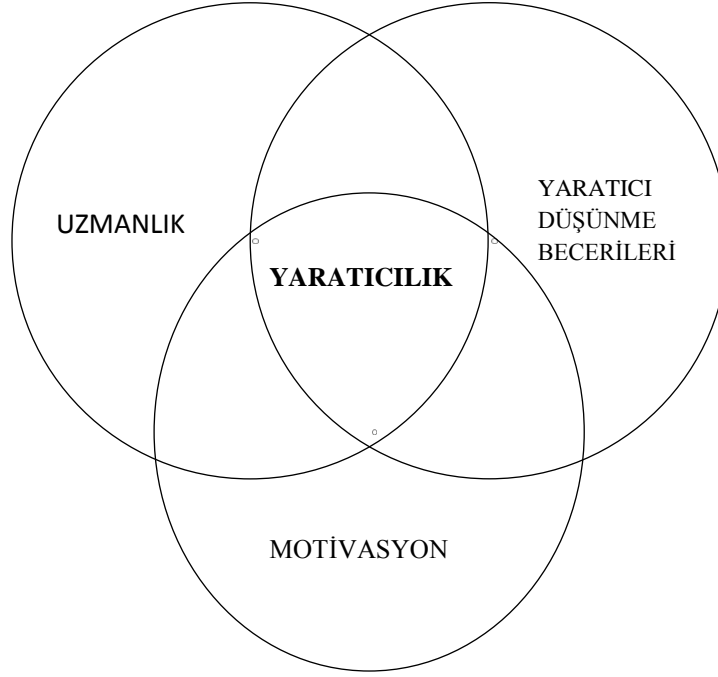 UZMANLIK
YARATICI
DÜŞÜNME
BECERİLERİ
YARATICILIK
MOTİVASYON